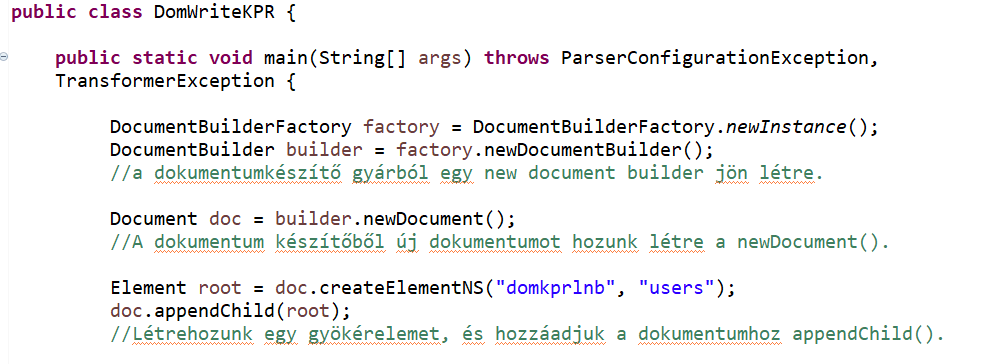 public class DomWriteKPR {
public static void main(String[] args) throws ParserConfigurationException,
TransformerException {
DocumentBuilderFactory factory = DocumentBuilderFactory.newInstance();
DocumentBuilder builder = factory.newDocumentBuilder();
//a dokumentumkészítő gyárból egy new document builder jön létre.
Document doc = builder.newDocument();
//A dokumentum készítőből új dokumentumot hozunk létre a newDocument().
Element root = doc.createElementNS("domkprlnb", "users");
doc.appendChild(root);
//Létrehozunk egy gyökérelemet, és hozzáadjuk a dokumentumhoz appendChild().